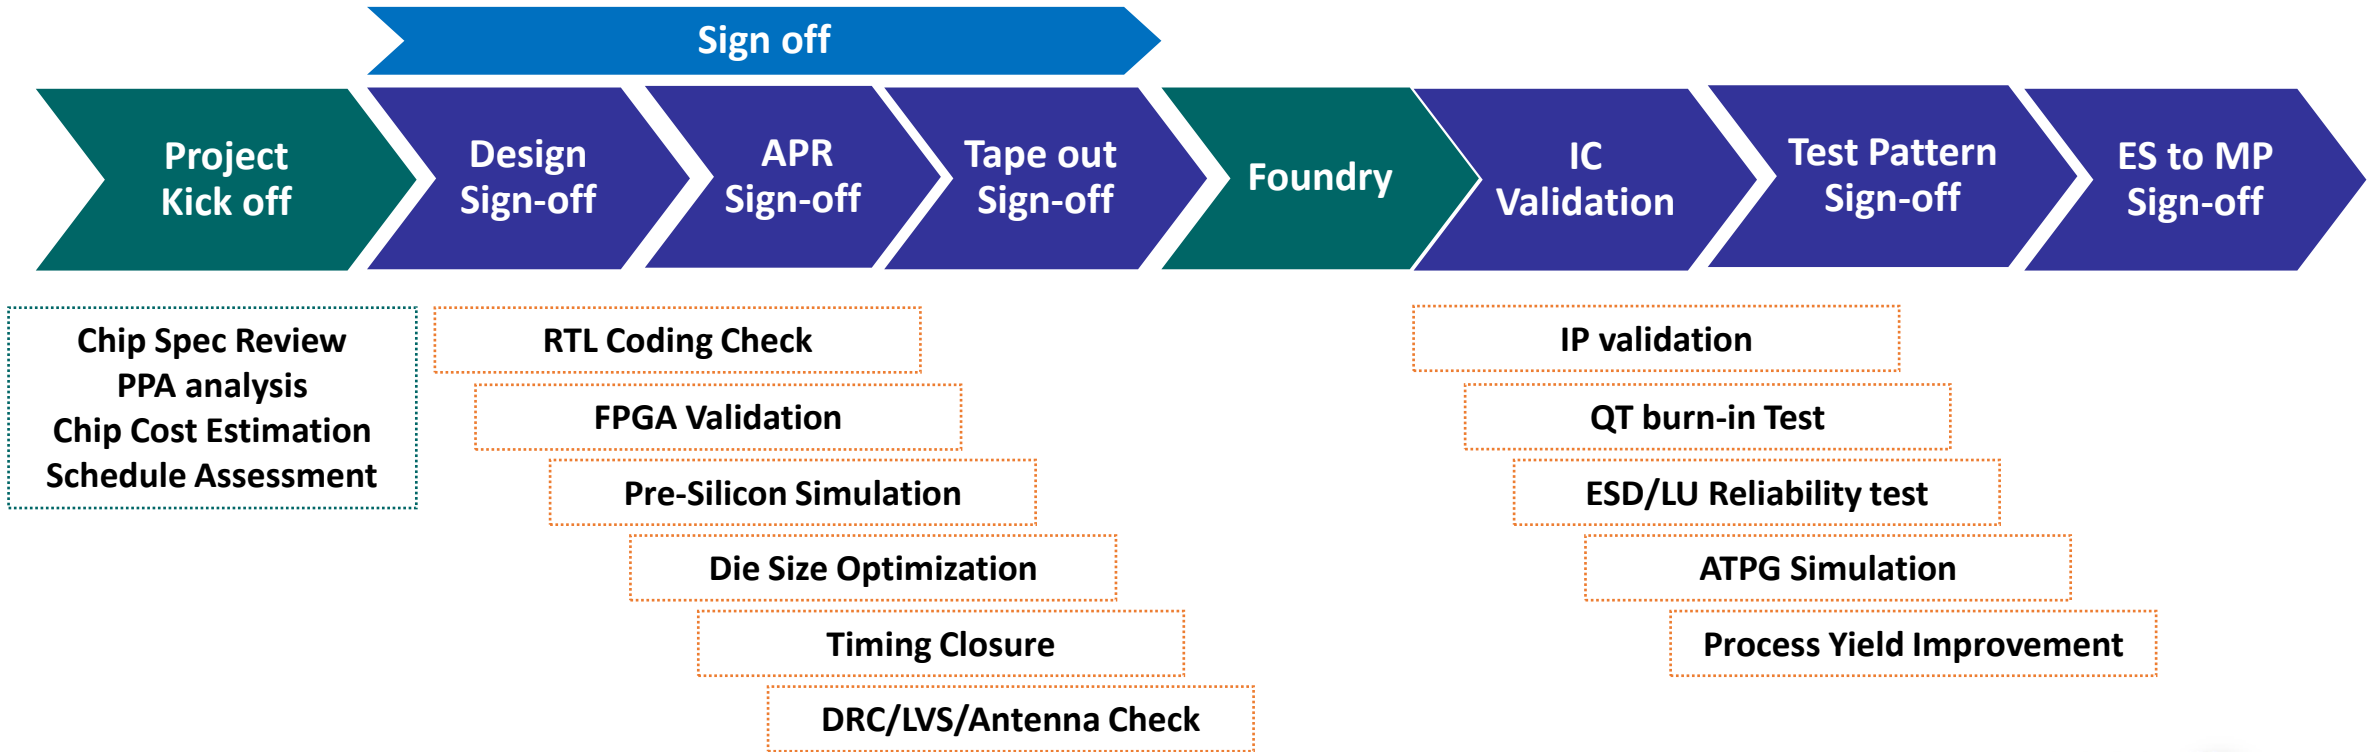 Sign off
Project
Kick off
Design
Sign-off
APR
Sign-off
Tape out
Sign-off
Foundry
IC
Validation
Test Pattern
Sign-off
ES to MP
Sign-off
Chip Spec Review
PPA analysis
Chip Cost Estimation
Schedule Assessment
RTL Coding Check
FPGA Validation
Pre-Silicon Simulation
Die Size Optimization
Timing Closure
DRC/LVS/Antenna Check
IP validation
QT burn-in Test
ESD/LU Reliability test
ATPG Simulation
Process Yield Improvement